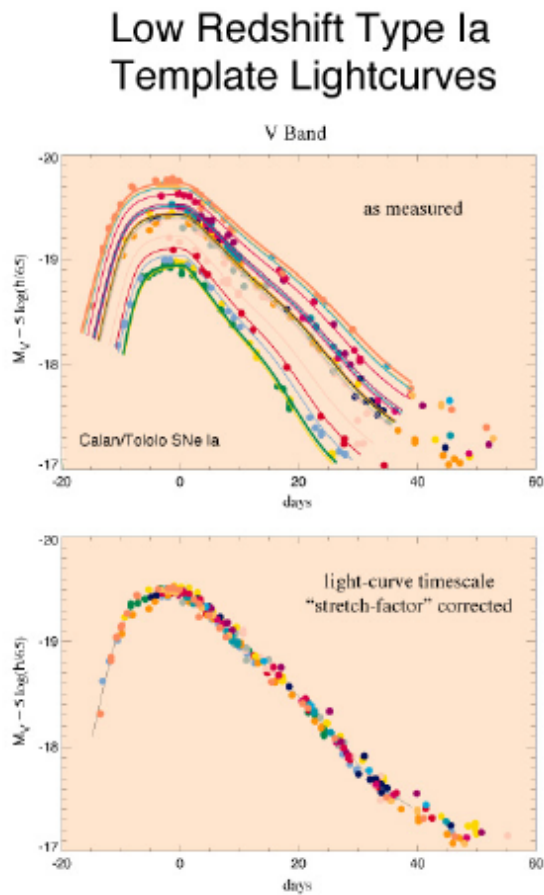 Low Redshift Type Ia
Template Lightcurves
V Band
-20
as measured
-19
M_V – 5 log(h/65)
-18
Calan/Tololo SNe Ia
-17
-20 0 20 40 60
days
-20
light-curve timescale
“stretch-factor” corrected
-19
M_V – 5 log(h/65)
-18
-17
-20 0 20 40 60
days